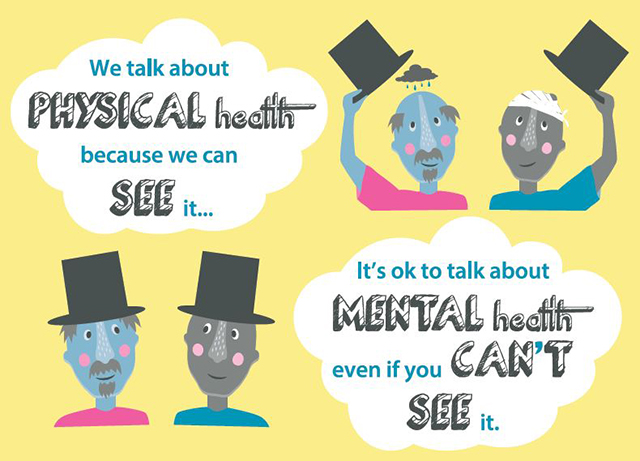 We talk about
PHYSICAL health
because we can
SEE it...
It's ok to talk about
MENTAL health
even if you CAN'T
SEE it.